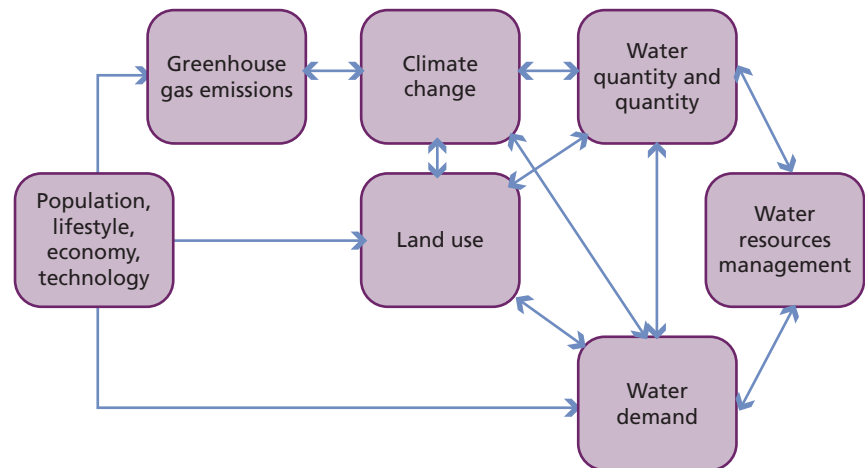 Greenhouse
gas emissions
Climate
change
Water
quantity and
quantity
Population,
lifestyle,
economy,
technology
Land use
Water
resources
management
Water
demand